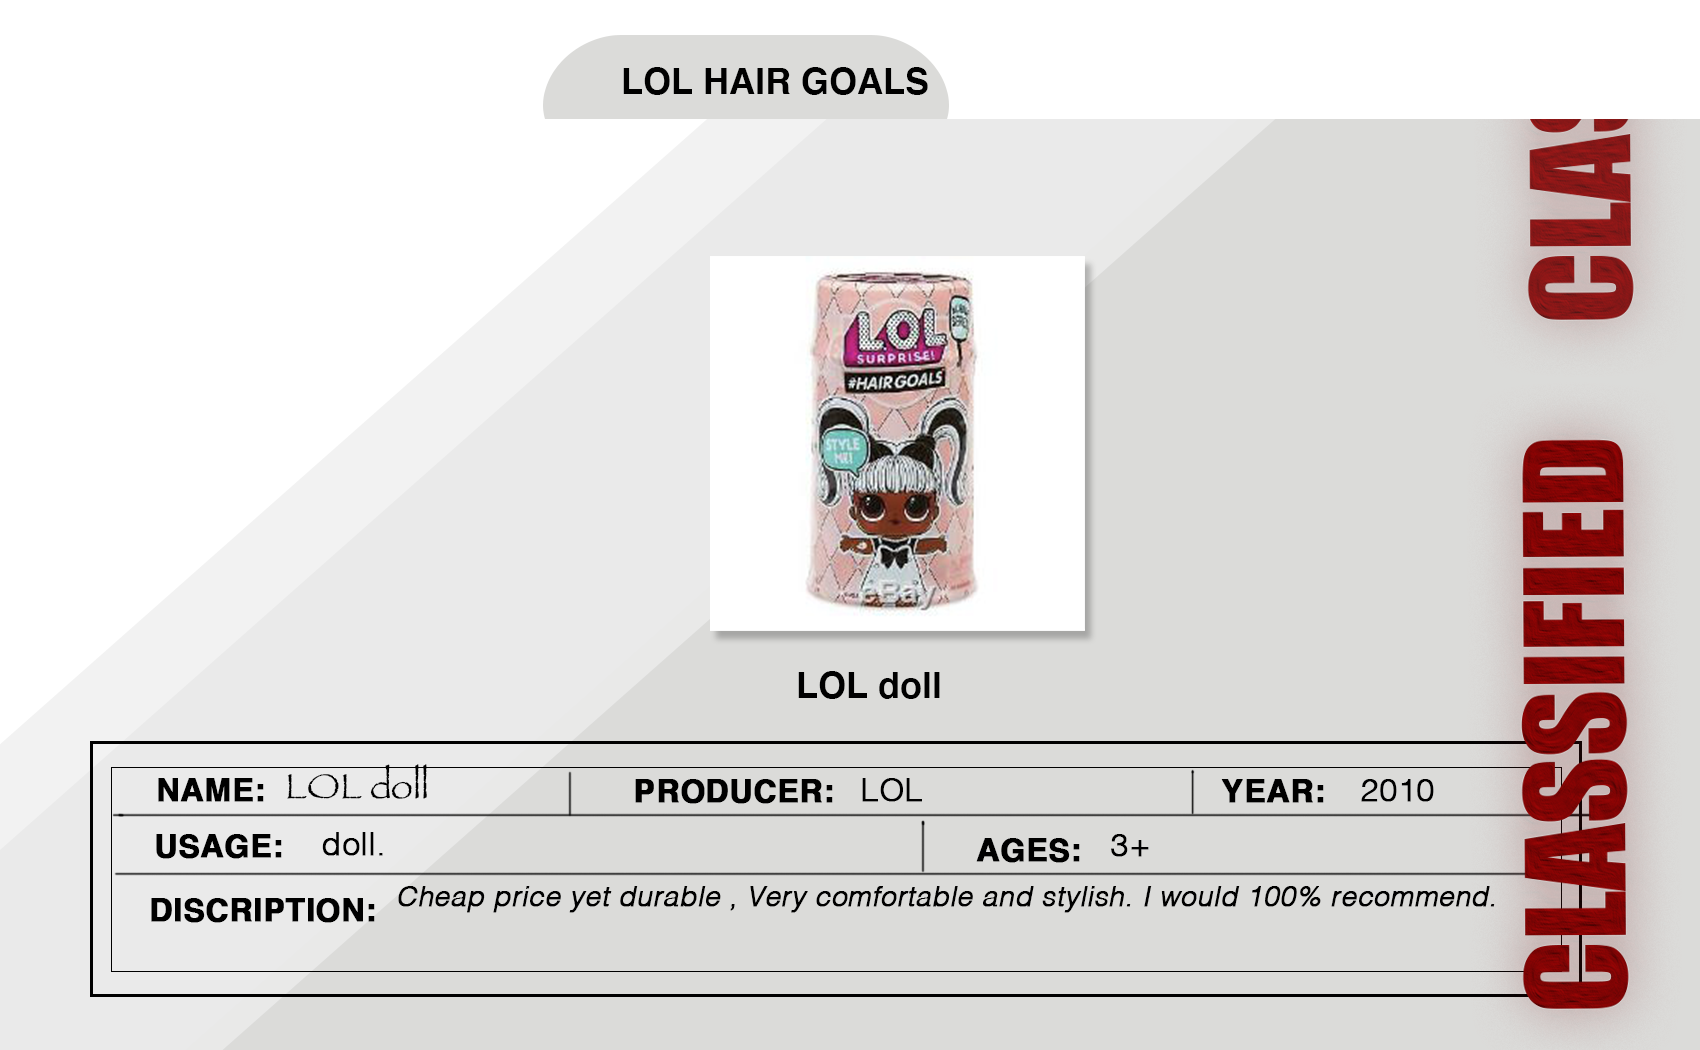 LOL HAIR GOALS
CLAS
L.O.L
SURPRISE!
#HAIRGOALS
STYLE
ME!
eBay
LOL doll
CLASSIFIED
NAME: LOL doll PRODUCER: LOL YEAR: 2010
USAGE: doll. AGES: 3+
DISCRIPTION: Cheap price yet durable , Very comfortable and stylish. I would 100% recommend.